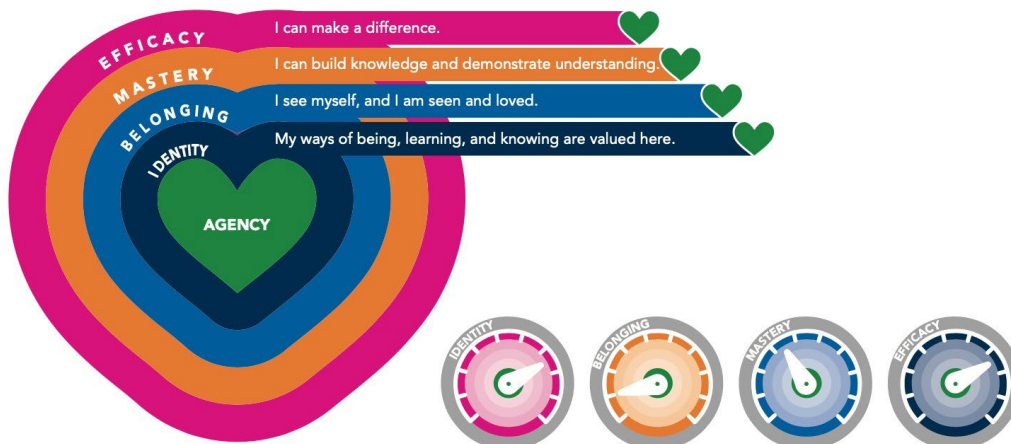 EFFICACY
I can make a difference.
MASTERY
I can build knowledge and demonstrate understanding.
BELONGING
I see myself, and I am seen and loved.
IDENTITY
My ways of being, learning, and knowing are valued here.
AGENCY
IDENTITY
BELONGING
MASTERY
EFFICACY